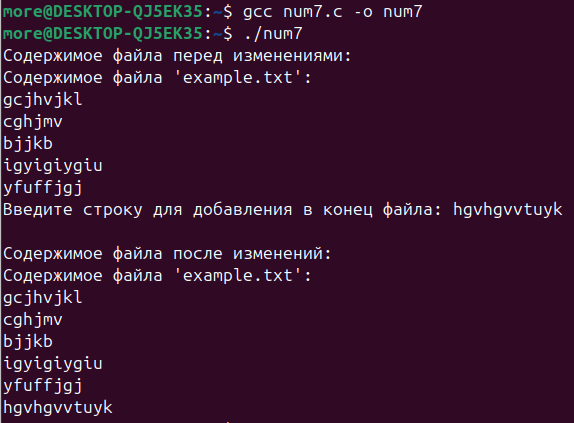 more@DESKTOP-QJ5EK35:~$ gcc num7.c -o num7
more@DESKTOP-QJ5EK35:~$ ./num7
Содержимое файла перед изменениями:
Содержимое файла 'example.txt':
gcjhvjkl
cghjmv
bjjkb
igyigiygiu
yfuffjgj
Введите строку для добавления в конец файла: hgvhgvvtuyk
Содержимое файла после изменений:
Содержимое файла 'example.txt':
gcjhvjkl
cghjmv
bjjkb
igyigiygiu
yfuffjgj
hgvhgvvtuyk